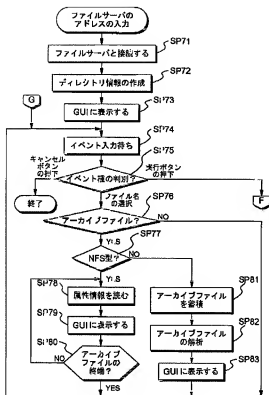 ファイルサーバの
アドレスの入力
SP71
ファイルサーバと接続する
SP72
ディレクトリ情報の作成
G
SP73
GUIに表示する
SP74
イベント入力待ち
SP75
キャンセル
ボタンの
押下
イベント種の判別?
実行ボタンの
押下
終了
ファイル名
の選択
SP76
F
アーカイブファイル?
NO
YES
SP77
NFS型?
NO
YES
SP78
属性情報を読む
SP79
GUIに表示する
SP80
アーカイブ
ファイルの
終端?
NO
YES
SP81
アーカイブファイル
を蓄積
SP82
アーカイブファイル
の解析
SP83
GUIに表示する